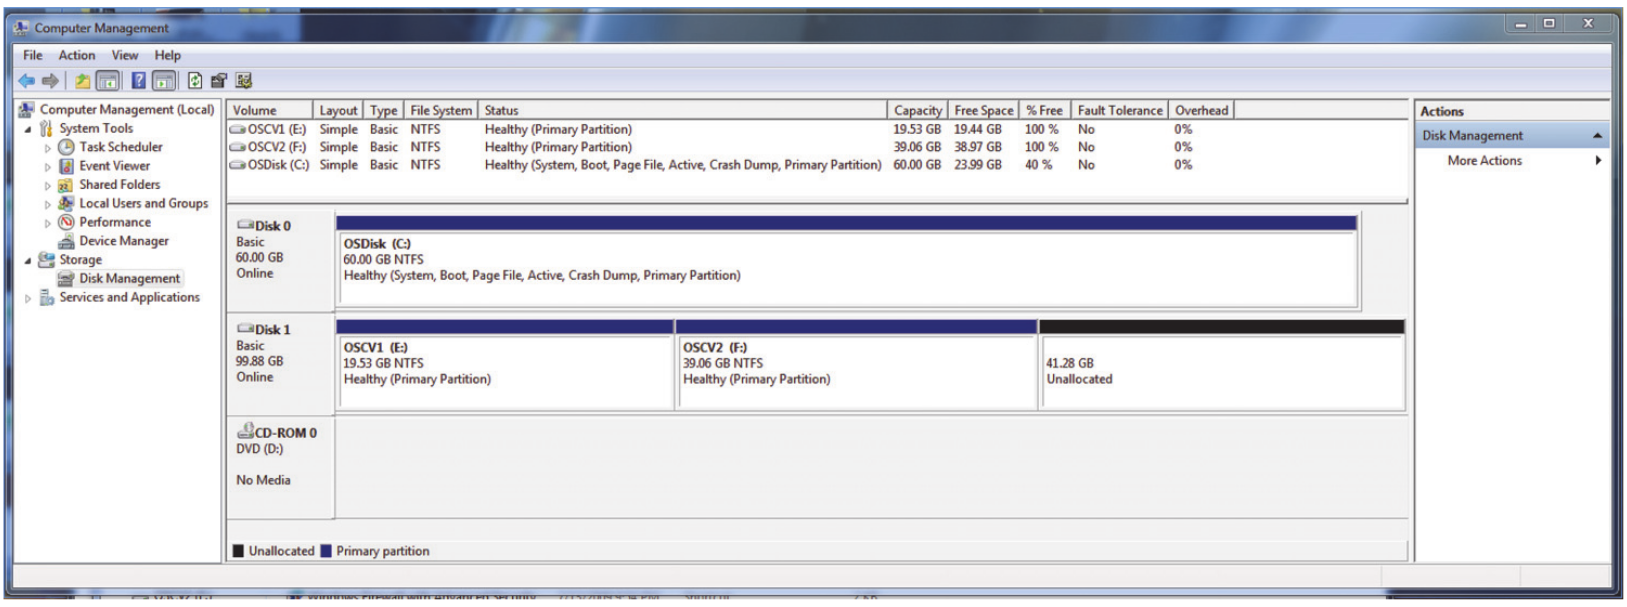 Computer Management
File Action View Help
Computer Management (Local)
System Tools
Task Scheduler
Event Viewer
Shared Folders
Local Users and Groups
Performance
Device Manager
Storage
Disk Management
Services and Applications
Volume Layout Type File System Status Capacity Free Space % Free Fault Tolerance Overhead
OSCV1 (E:) Simple Basic NTFS Healthy (Primary Partition) 19.53 GB 19.44 GB 100 % No 0%
OSCV2 (F:) Simple Basic NTFS Healthy (Primary Partition) 39.06 GB 38.97 GB 100 % No 0%
OSDisk (C:) Simple Basic NTFS Healthy (System, Boot, Page File, Active, Crash Dump, Primary Partition) 60.00 GB 23.99 GB 40 % No 0%
Disk 0
Basic
60.00 GB
Online
OSDisk (C:)
60.00 GB NTFS
Healthy (System, Boot, Page File, Active, Crash Dump, Primary Partition)
Disk 1
Basic
99.88 GB
Online
OSCV1 (E:)
19.53 GB NTFS
Healthy (Primary Partition)
OSCV2 (F:)
39.06 GB NTFS
Healthy (Primary Partition)
41.28 GB
Unallocated
CD-ROM 0
DVD (D:)
No Media
Unallocated Primary partition
Actions
Disk Management
More Actions